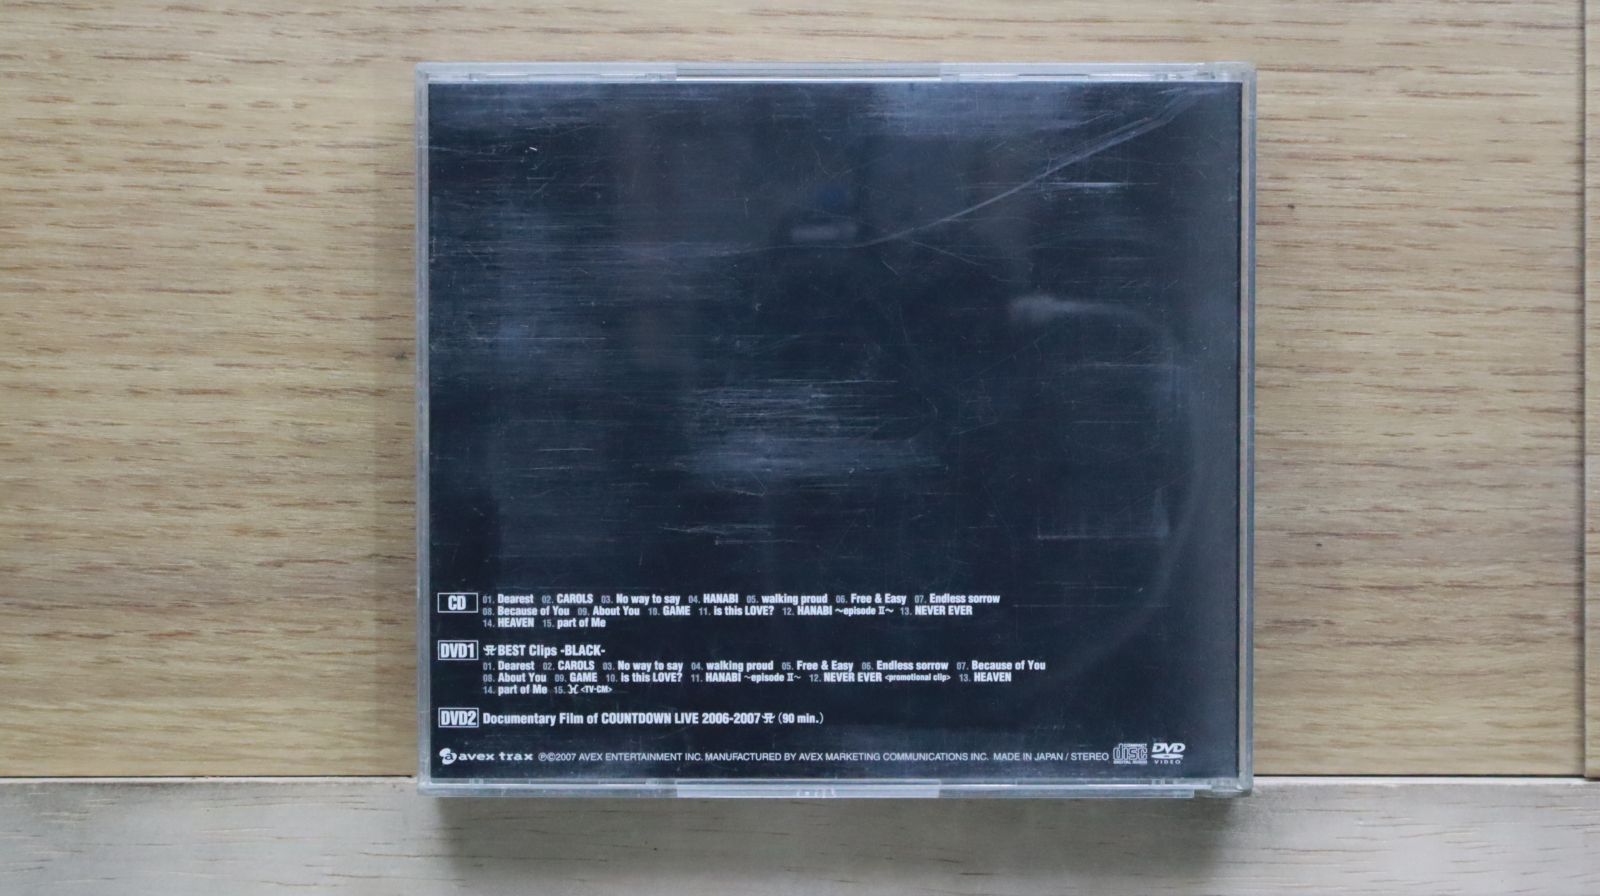 CD 01. Dearest 02. CAROLS 03. No way to say 04. HANABI 05. walking proud 06. Free & Easy 07. Endless sorrow
08. Because of You 09. About You 10. GAME 11. is this LOVE? 12. HANABI ～episode Ⅱ～ 13. NEVER EVER
14. HEAVEN 15. part of Me
DVD1 BEST Clips -BLACK-
01. Dearest 02. CAROLS 03. No way to say 04. walking proud 05. Free & Easy 06. Endless sorrow 07. Because of You
08. About You 09. GAME 10. is this LOVE? 11. HANABI ～episode Ⅱ～ 12. NEVER EVER <promotional clip> 13. HEAVEN
14. part of Me 15. <TV-CM>
DVD2 Documentary Film of COUNTDOWN LIVE 2006-2007 (90 min.)
avex trax ℗©2007 AVEX ENTERTAINMENT INC. MANUFACTURED BY AVEX MARKETING COMMUNICATIONS INC. MADE IN JAPAN / STEREO COMPACT disc DIGITAL AUDIO DVD VIDEO